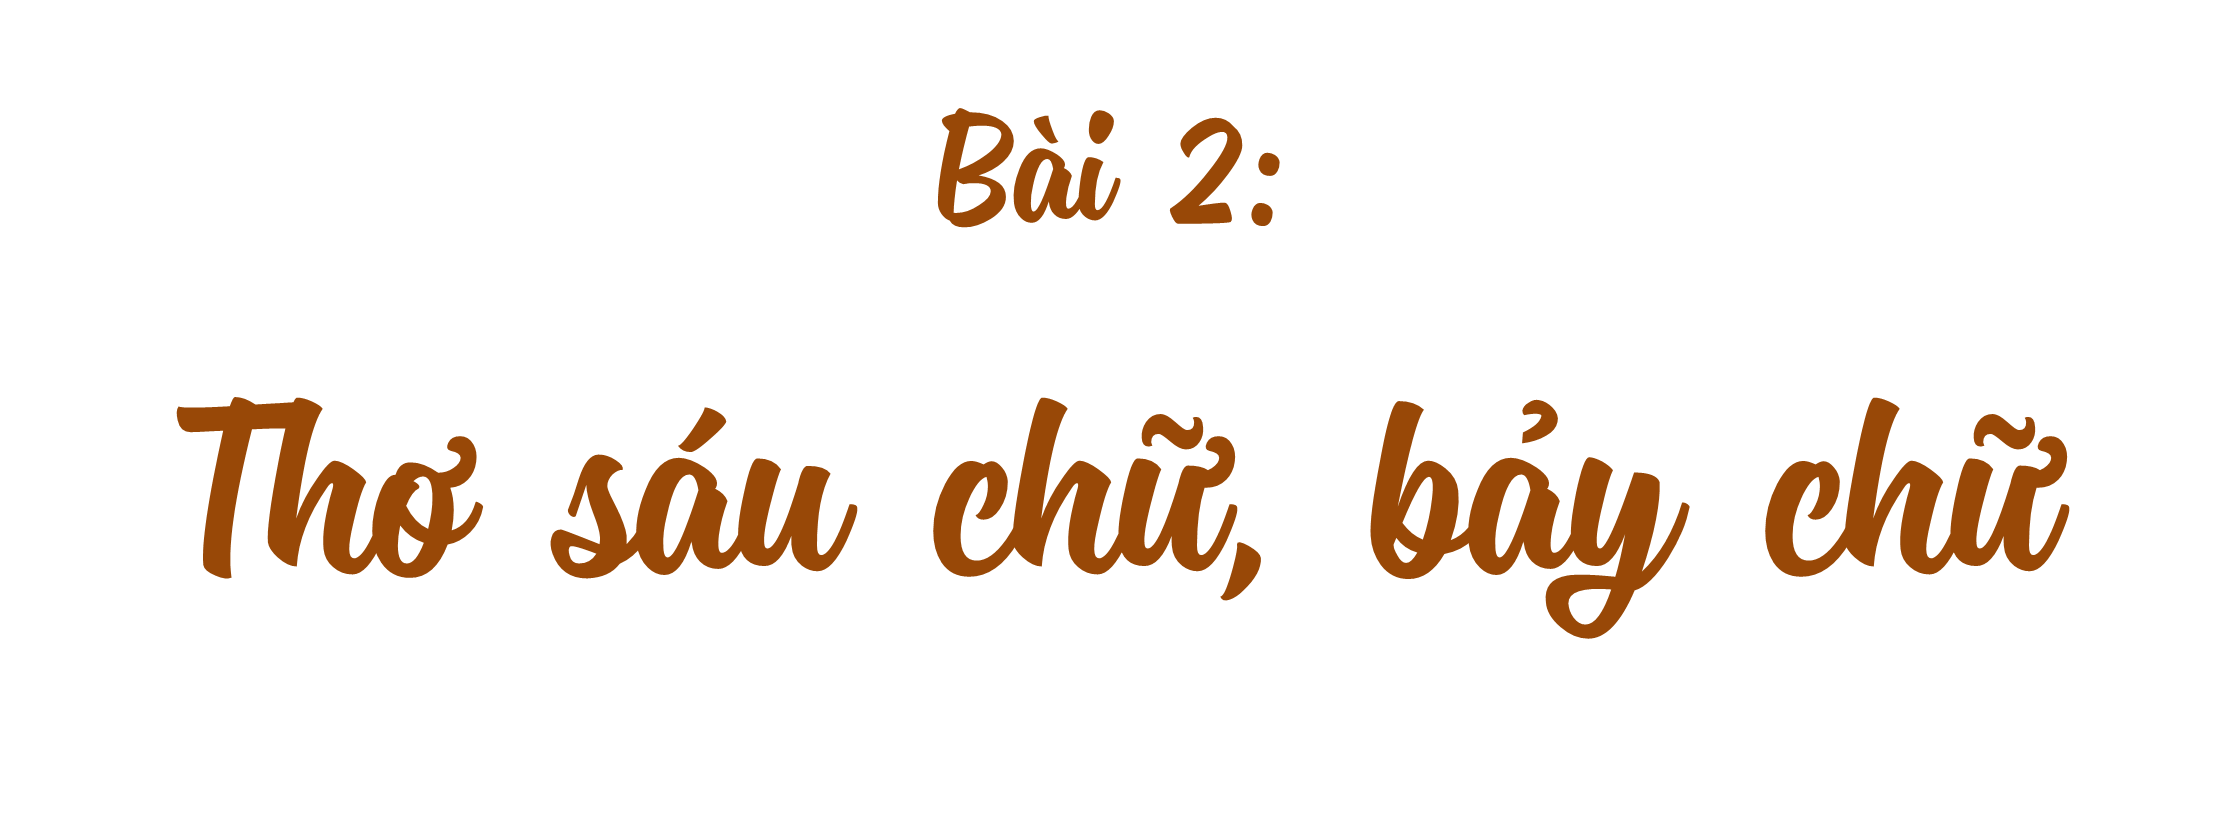 Bài 2:
Thơ sáu chữ, bảy chữ